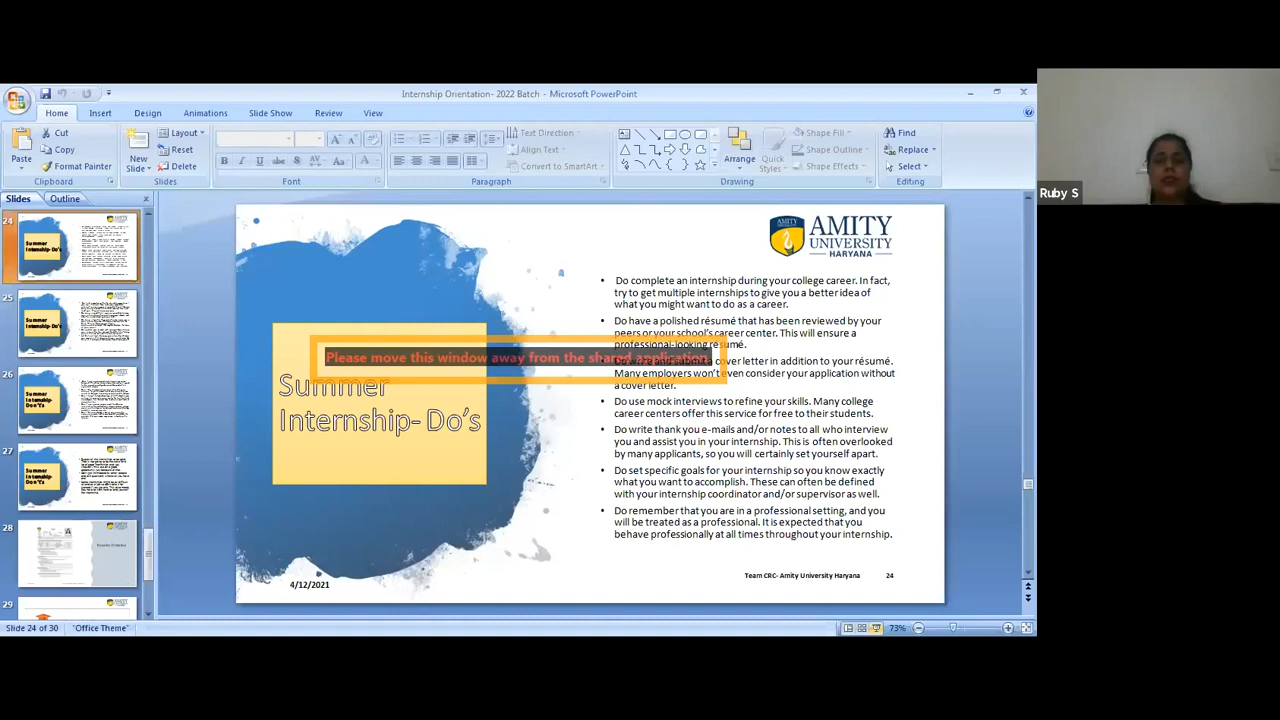 Internship Orientation- 2022 Batch - Microsoft PowerPoint
Home Insert Design Animations Slide Show Review View
Paste
Cut
Copy
Format Painter
Clipboard
New Slide
Layout
Reset
Delete
Slides
Font
Text Direction
Align Text
Convert to SmartArt
Paragraph
Arrange
Quick Styles
Shape Fill
Shape Outline
Shape Effects
Drawing
Find
Replace
Select
Editing
Slides Outline
24
Summer
Internship- Do's
25
Summer
Internship- Do's
26
Summer
Internship-
27
Summer
Internship-
28
29
AMITY
AMITY
UNIVERSITY
HARYANA
Summer
Internship- Do's
Please move this window away from the shared application
• Do complete an internship during your college career. In fact,
try to get multiple internships to give you a better idea of
what you might want to do as a career.
• Do have a polished résumé that has been reviewed by your
peers or your school's career center. This will ensure a
professional-looking résumé.
cover letter in addition to your résumé.
Many employers won't even consider your application without
a cover letter.
• Do use mock interviews to refine your skills. Many college
career centers offer this service for free to their students.
• Do write thank you e-mails and/or notes to all who interview
you and assist you in your internship. This is often overlooked
by many applicants, so you will certainly set yourself apart.
• Do set specific goals for your internship so you know exactly
what you want to accomplish. These can often be defined
with your internship coordinator and/or supervisor as well.
• Do remember that you are in a professional setting, and you
will be treated as a professional. It is expected that you
behave professionally at all times throughout your internship.
4/12/2021
Team CRC- Amity University Haryana 24
Slide 24 of 30 "Office Theme" 73%
Ruby S